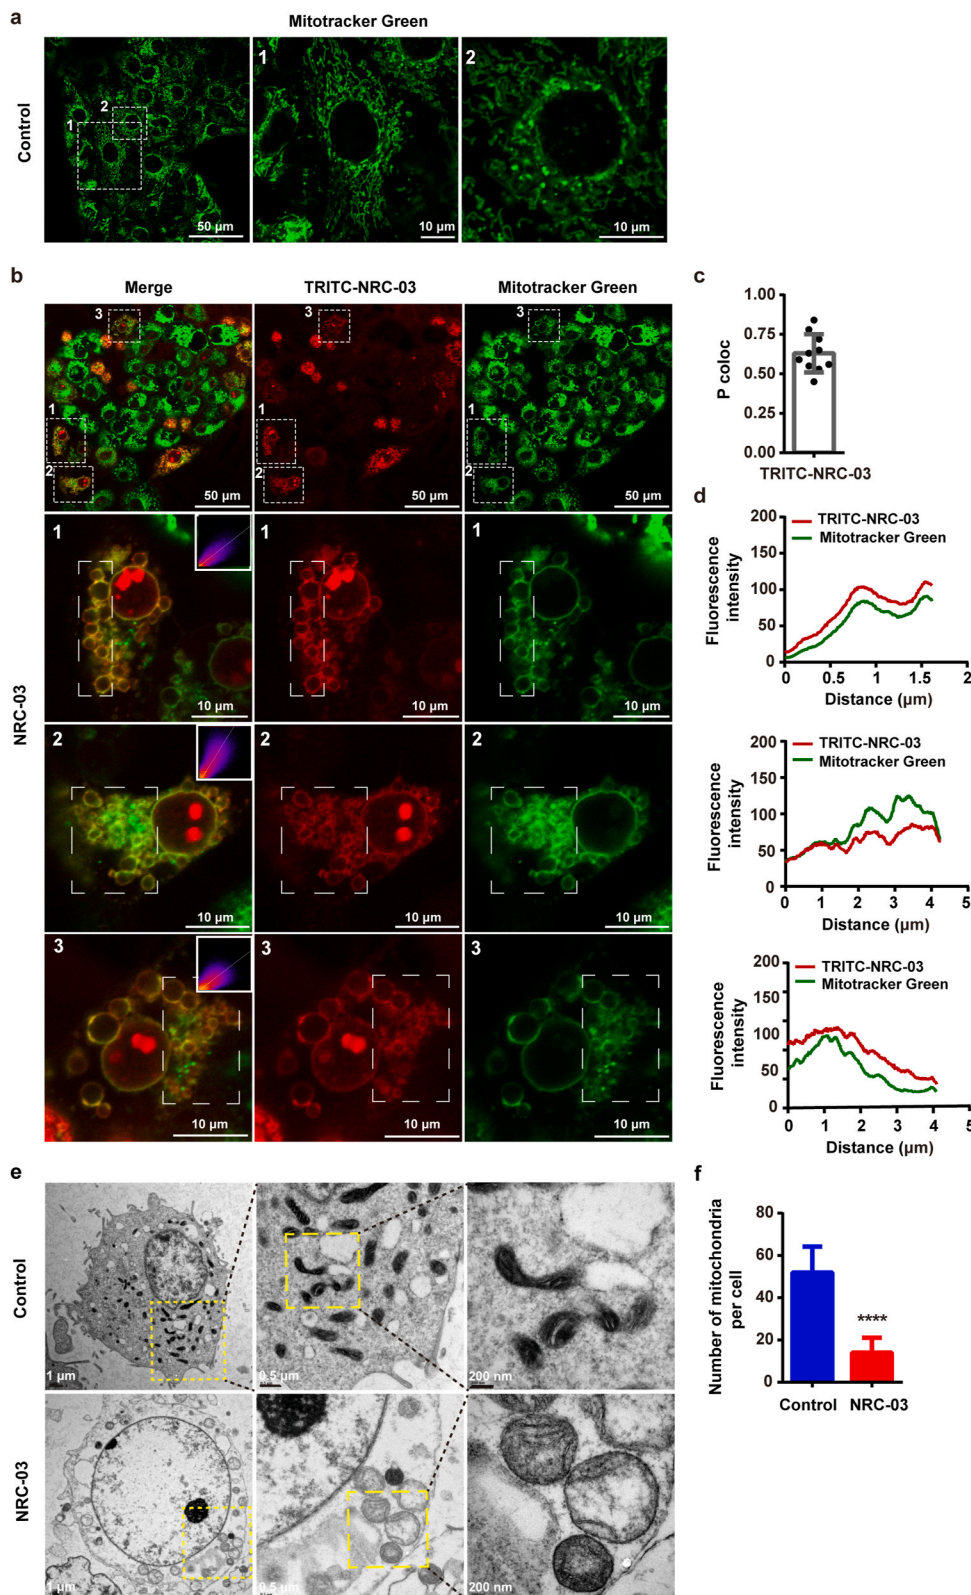 a
Mitotracker Green
Control
1
2
50 µm
1
10 µm
2
10 µm
b
Merge
TRITC-NRC-03
Mitotracker Green
NRC-03
3
1
2
50 µm
3
1
2
50 µm
3
1
2
50 µm
1
10 µm
1
10 µm
1
10 µm
2
10 µm
2
10 µm
2
10 µm
3
10 µm
3
10 µm
3
10 µm
c
P coloc
1.00
0.75
0.50
0.25
0.00
TRITC-NRC-03
d
Fluorescence
intensity
200
150
100
50
0
TRITC-NRC-03
Mitotracker Green
0 0.5 1 1.5 2
Distance (µm)
Fluorescence
intensity
200
150
100
50
0
TRITC-NRC-03
Mitotracker Green
0 1 2 3 4 5
Distance (µm)
Fluorescence
intensity
200
150
100
50
0
TRITC-NRC-03
Mitotracker Green
0 1 2 3 4 5
Distance (µm)
e
Control
1 µm
0.5 µm
200 nm
NRC-03
1 µm
0.5 µm
200 nm
f
Number of mitochondria
per cell
80
60
40
20
0
****
Control NRC-03